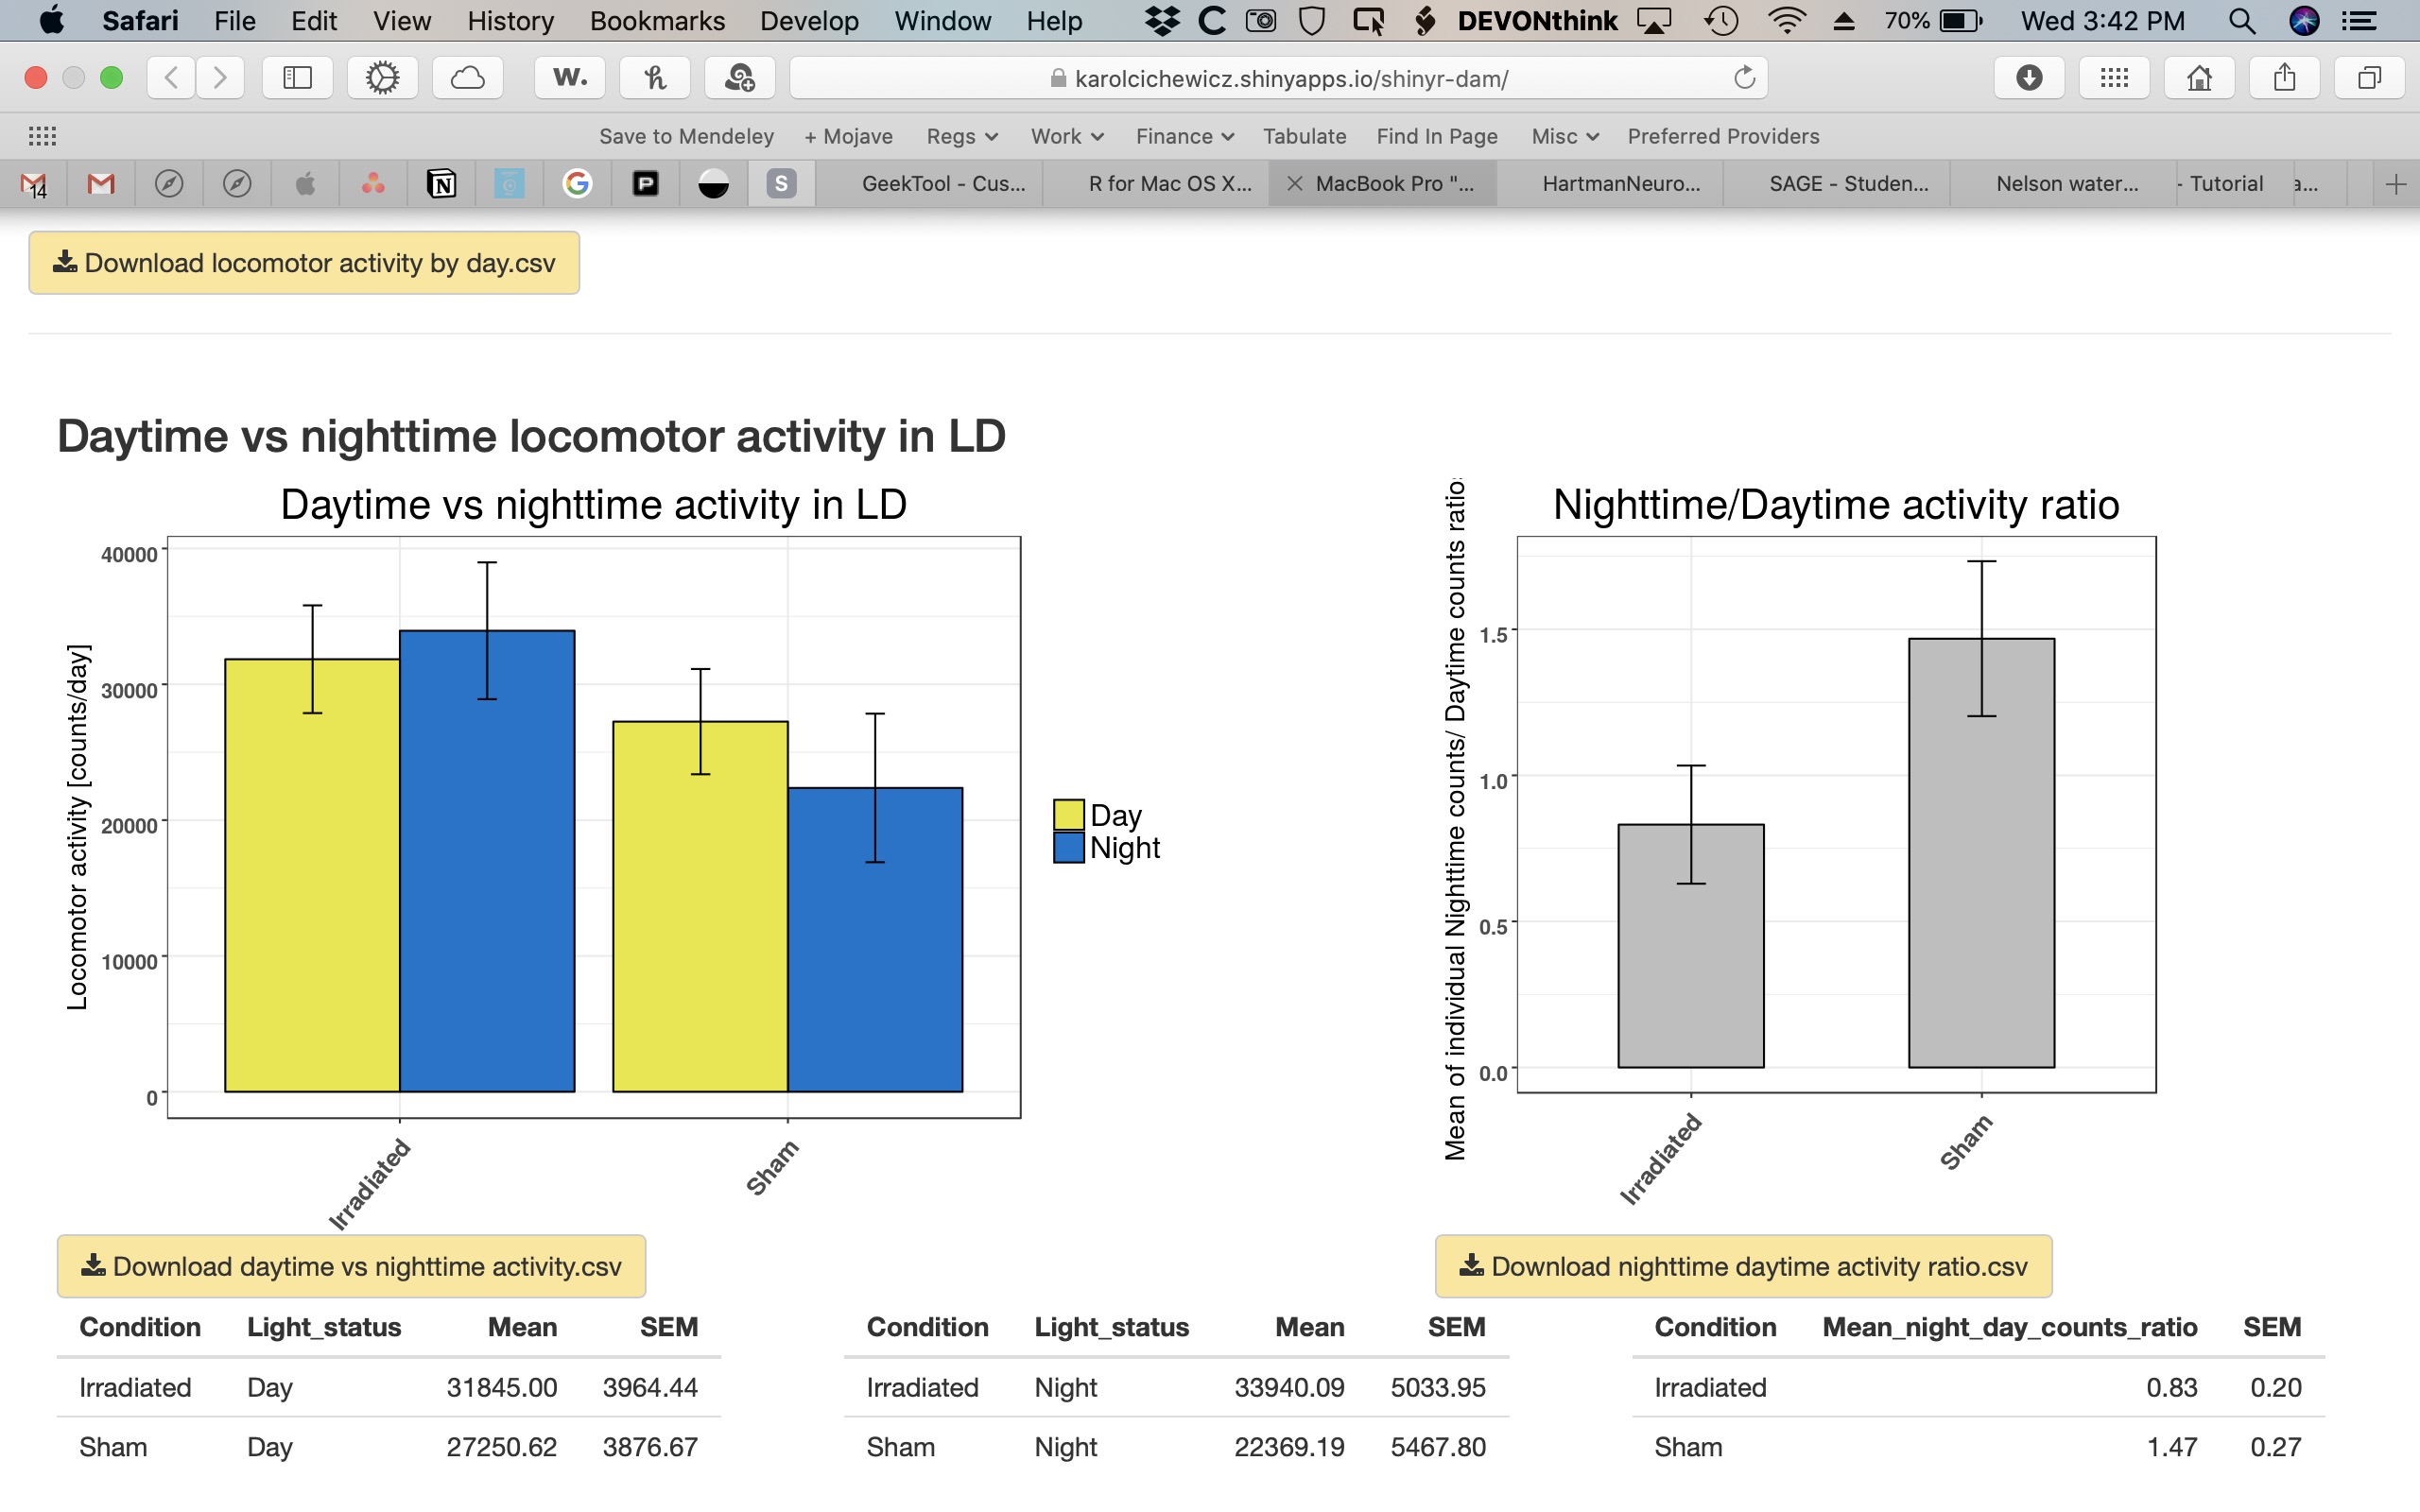 Safari File Edit View History Bookmarks Develop Window Help DEVONthink 70% Wed 3:42 PM
W. h karolcichewicz.shinyapps.io/shinyr-dam/
Save to Mendeley + Mojave Regs Work Finance Tabulate Find In Page Misc Preferred Providers
14 N G P S GeekTool - Cus... R for Mac OS X... MacBook Pro "... HartmanNeuro... SAGE - Studen... Nelson water... - Tutorial a...
Download locomotor activity by day.csv
Daytime vs nighttime locomotor activity in LD
Daytime vs nighttime activity in LD
Locomotor activity [counts/day]
40000
30000
20000
10000
0
Irradiated
Sham
Day
Night
Nighttime/Daytime activity ratio
Mean of individual Nighttime counts/ Daytime counts ratio
1.5
1.0
0.5
0.0
Irradiated
Sham
Download daytime vs nighttime activity.csv
Download nighttime daytime activity ratio.csv
Condition Light_status Mean SEM
Irradiated Day 31845.00 3964.44
Sham Day 27250.62 3876.67
Condition Light_status Mean SEM
Irradiated Night 33940.09 5033.95
Sham Night 22369.19 5467.80
Condition Mean_night_day_counts_ratio SEM
Irradiated 0.83 0.20
Sham 1.47 0.27